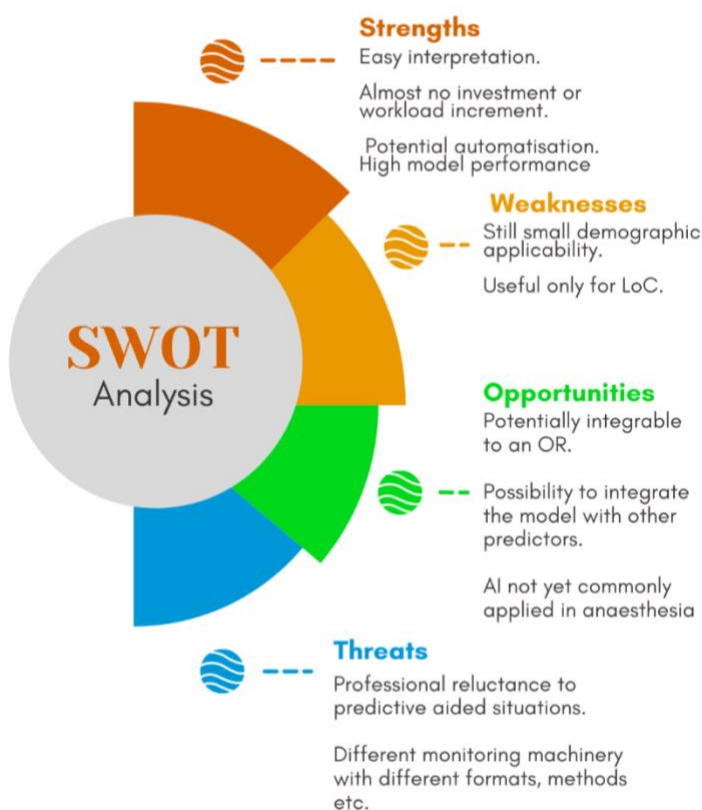 Strengths
Easy interpretation.
Almost no investment or
workload increment.
Potential automatisation.
High model performance
Weaknesses
Still small demographic
applicability.
Useful only for LoC.
SWOT
Analysis
Opportunities
Potentially integrable
to an OR.
Possibility to integrate
the model with other
predictors.
AI not yet commonly
applied in anaesthesia
Threats
Professional reluctance to
predictive aided situations.
Different monitoring machinery
with different formats, methods
etc.